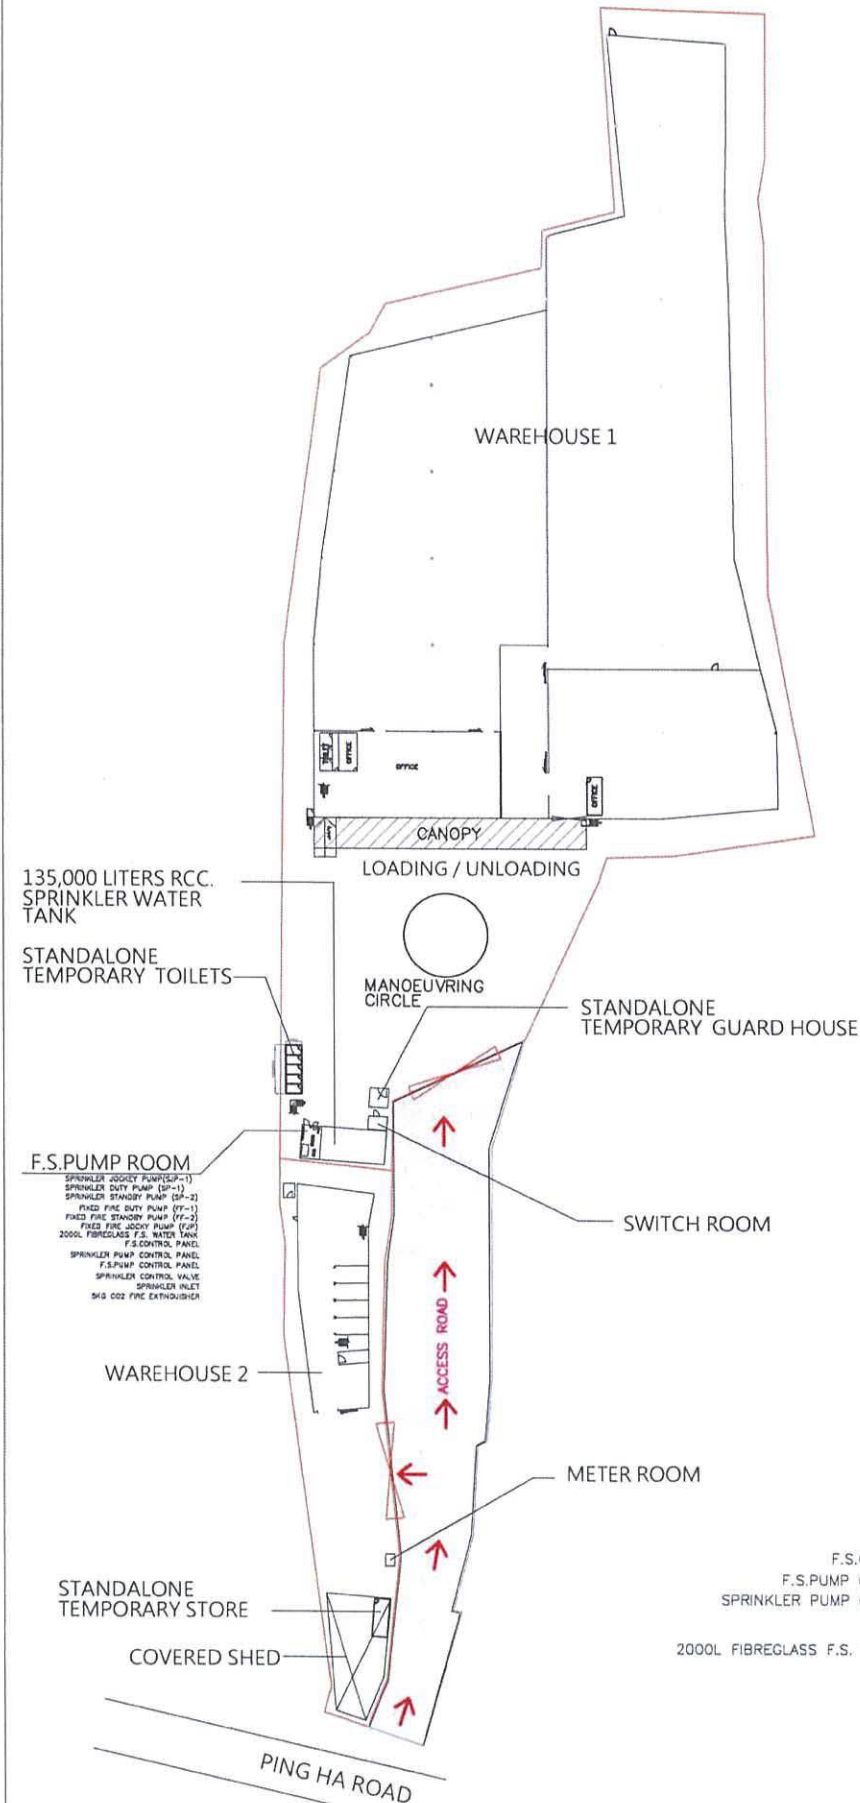 WAREHOUSE 1
TOILET
OFFICE
OFFICE
OFFICE
CANOPY
LOADING / UNLOADING
135,000 LITERS RCC.
SPRINKLER WATER
TANK
STANDALONE
TEMPORARY TOILETS
MANOEUVRING
CIRCLE
STANDALONE
TEMPORARY GUARD HOUSE
F.S.PUMP ROOM
SPRINKLER JOCKEY PUMP(SJP-1)
SPRINKLER DUTY PUMP (SP-1)
SPRINKLER STANDBY PUMP (SP-2)
FIXED FIRE DUTY PUMP (FF-1)
FIXED FIRE STANDBY PUMP (FF-2)
FIXED FIRE JOCKY PUMP (FJP)
2000L FIBREGLASS F.S. WATER TANK
F.S.CONTROL PANEL
SPRINKLER PUMP CONTROL PANEL
F.S.PUMP CONTROL PANEL
SPRINKLER CONTROL VALVE
SPRINKLER INLET
5KG CO2 FIRE EXTINGUISHER
SWITCH ROOM
ACCESS ROAD
WAREHOUSE 2
METER ROOM
F.S.
F.S.PUMP
SPRINKLER PUMP
STANDALONE
TEMPORARY STORE
2000L FIBREGLASS F.S.
COVERED SHED
PING HA ROAD